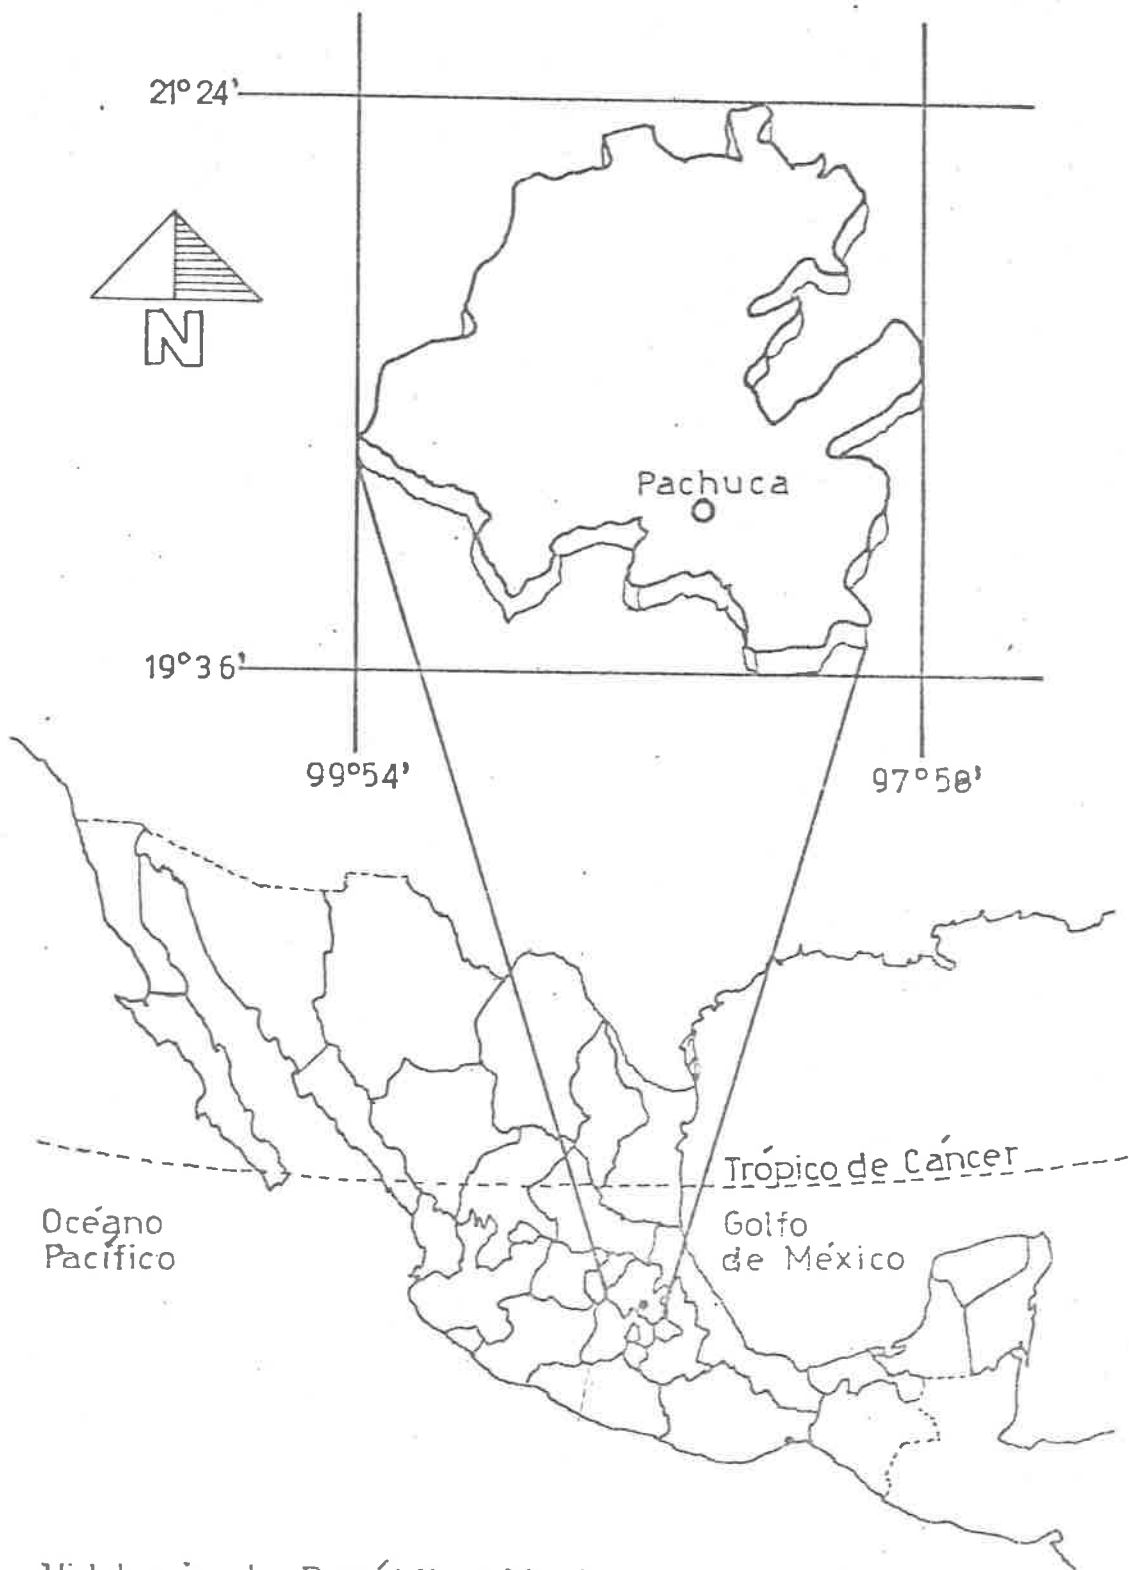 21°24'
N
Pachuca
19°36'
99°54'
97°58'
Trópico de Cáncer
Océano
Pacífico
Golfo
de México